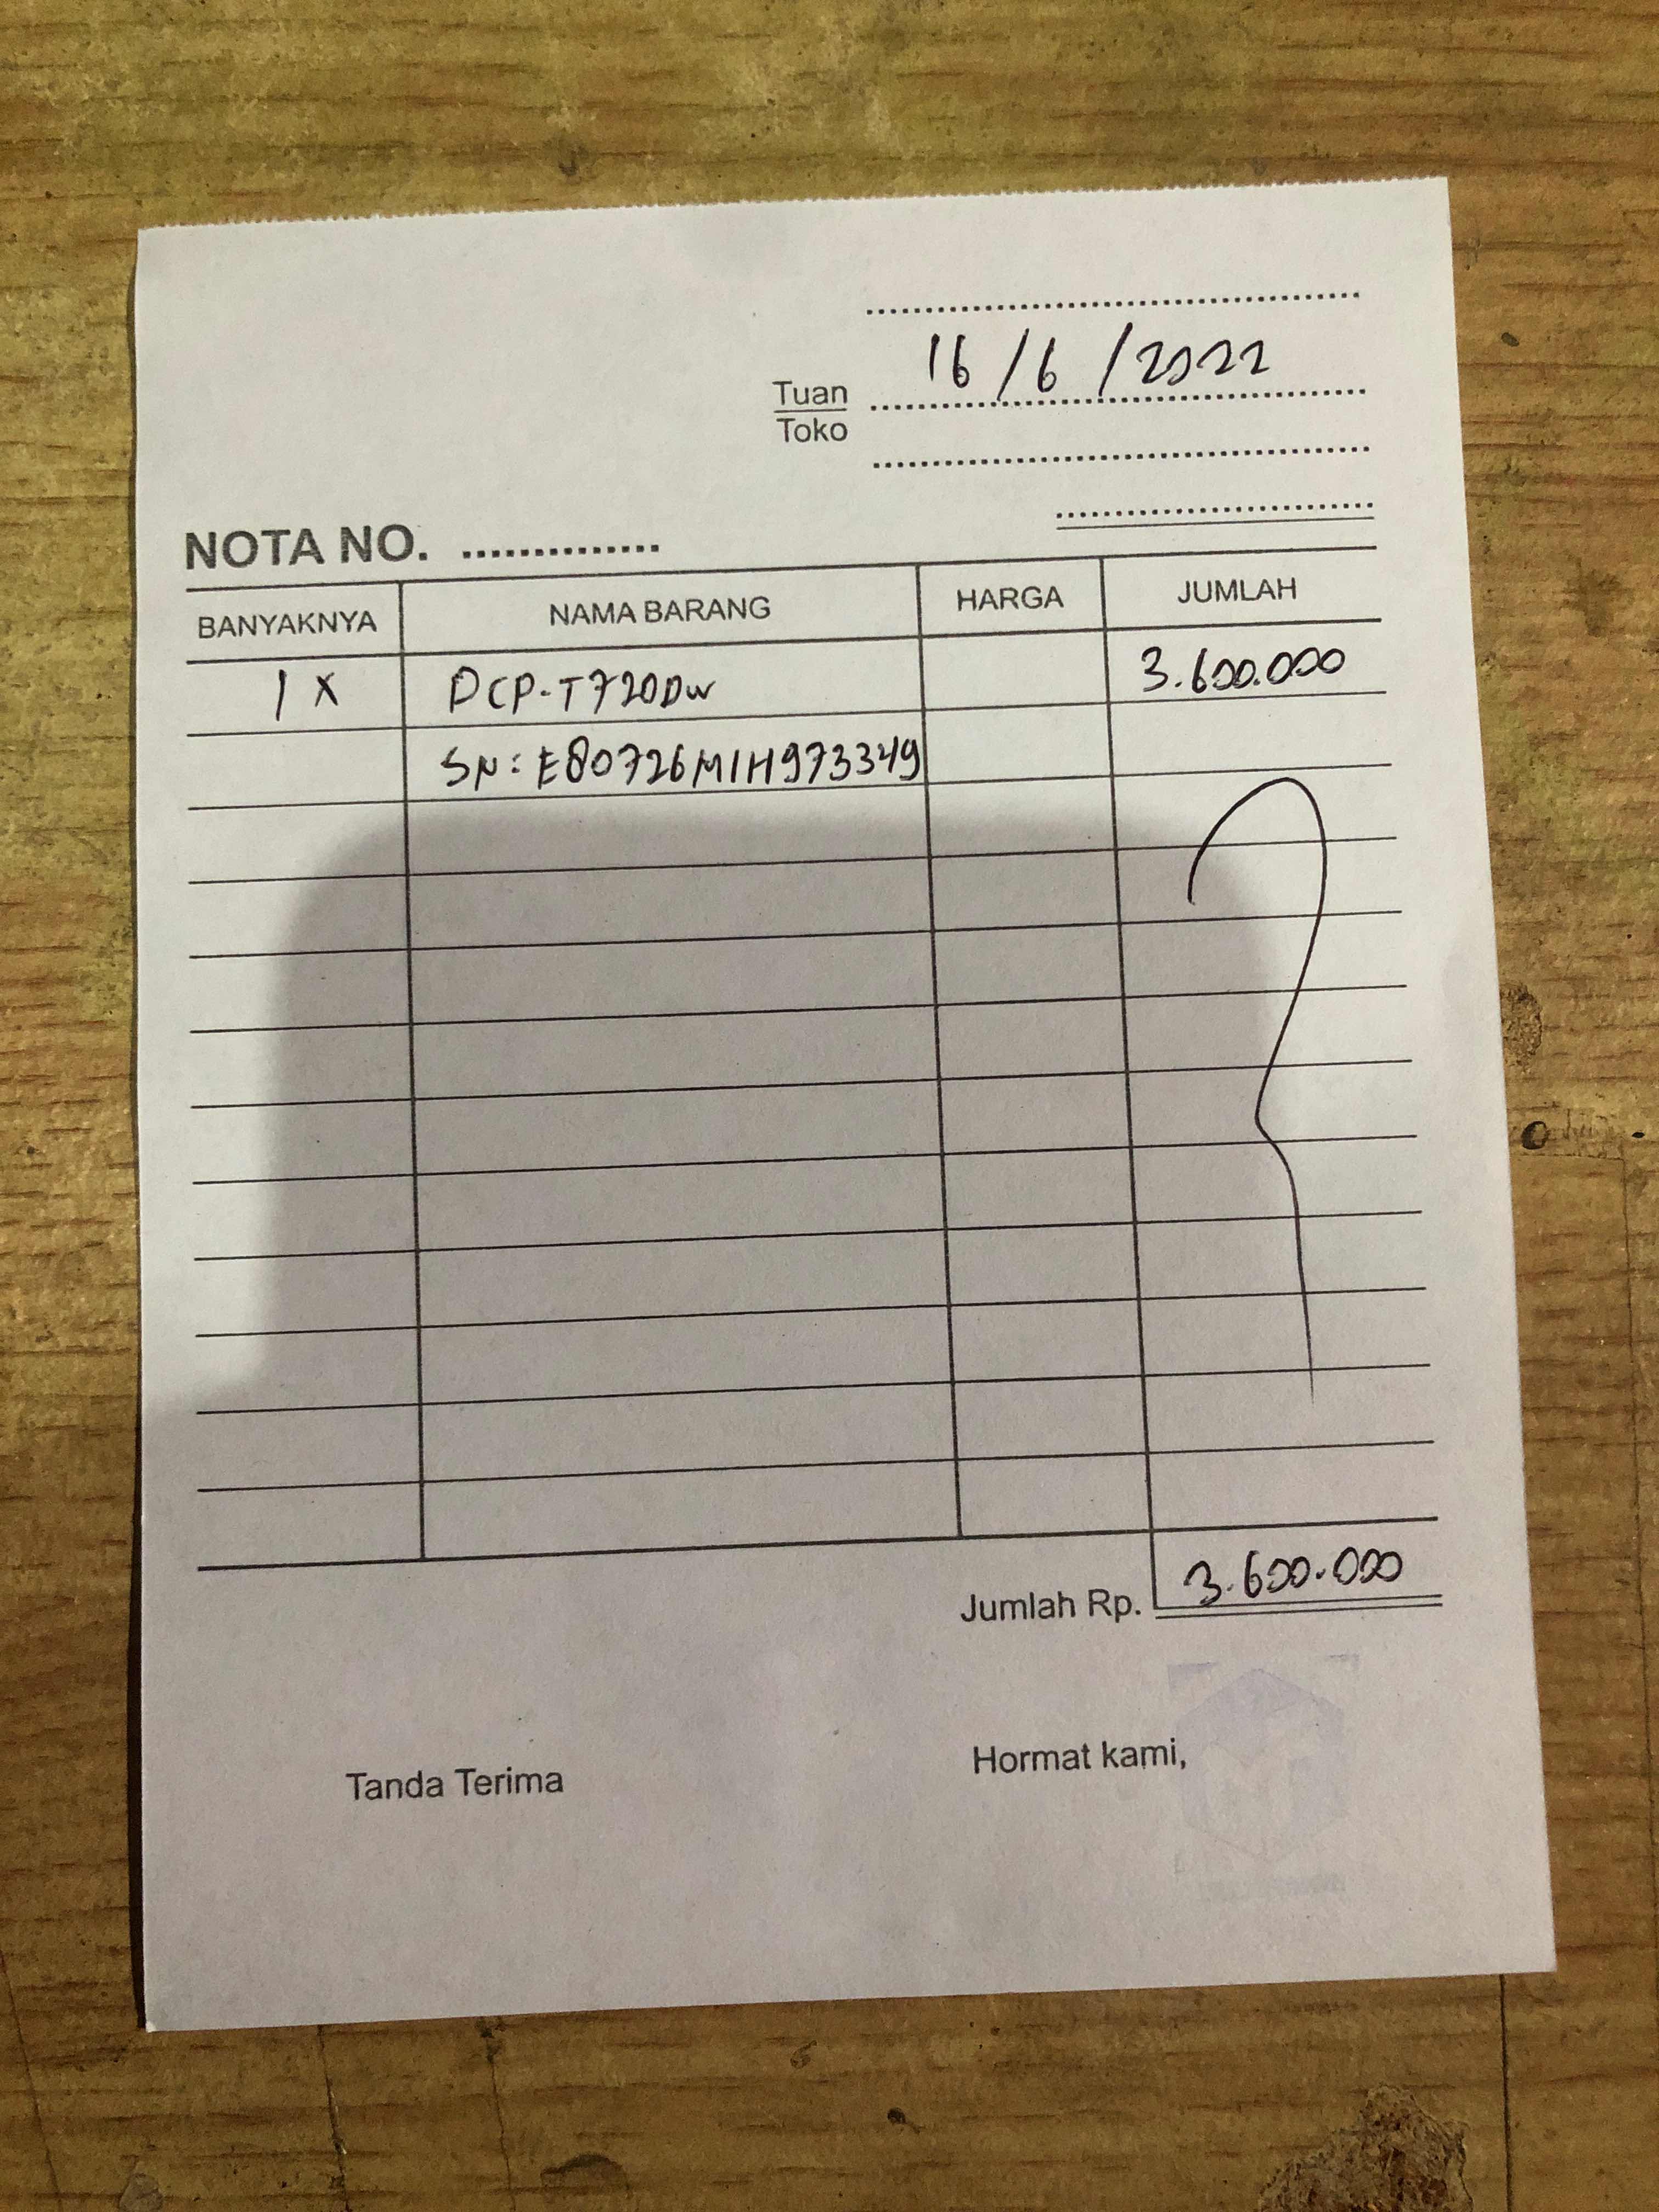 16/6/2022
Tuan
Toko
NOTA NO. ..............
BANYAKNYA NAMA BARANG HARGA JUMLAH
1 X DCP-T720DW 3.600.000
SN: E80726M1H973349
Jumlah Rp. 3.600.000
Tanda Terima Hormat kami,